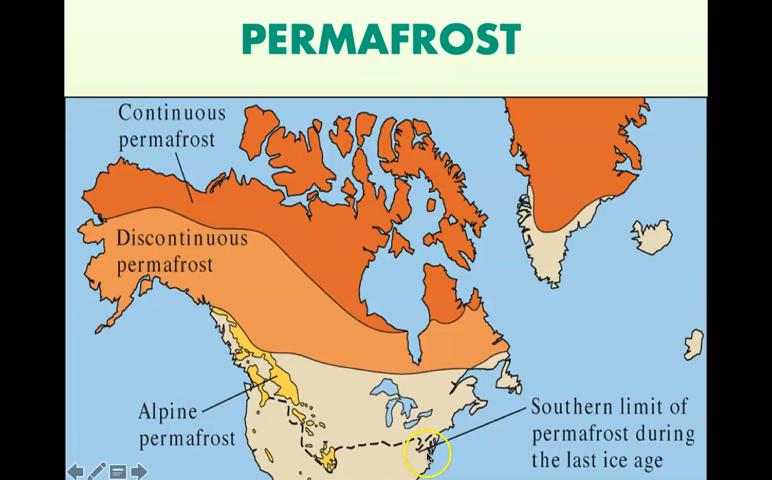 PERMAFROST
Continuous
permafrost
Discontinuous
permafrost
Alpine
permafrost
Southern limit of
permafrost during
the last ice age